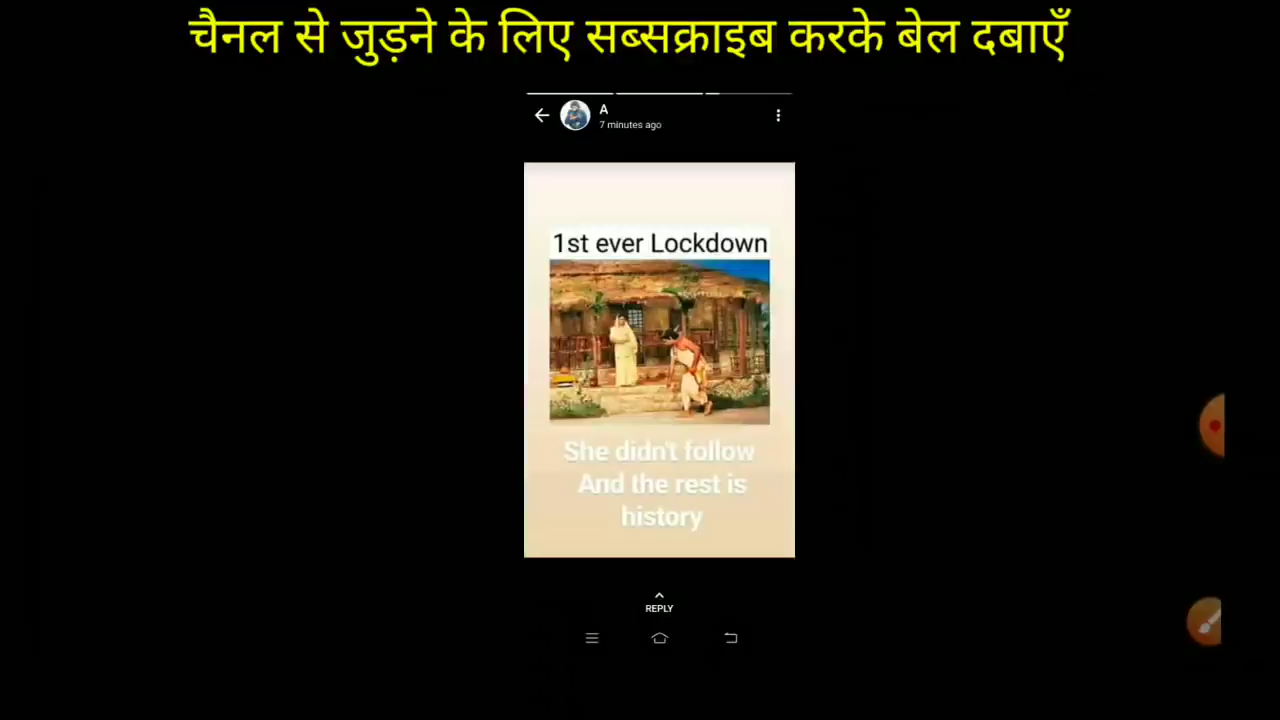 चैनल से जुड़ने के लिए सब्सक्राइब करके बेल दबाएँ
A
7 minutes ago
1st ever Lockdown
She didn't follow
And the rest is
history
REPLY